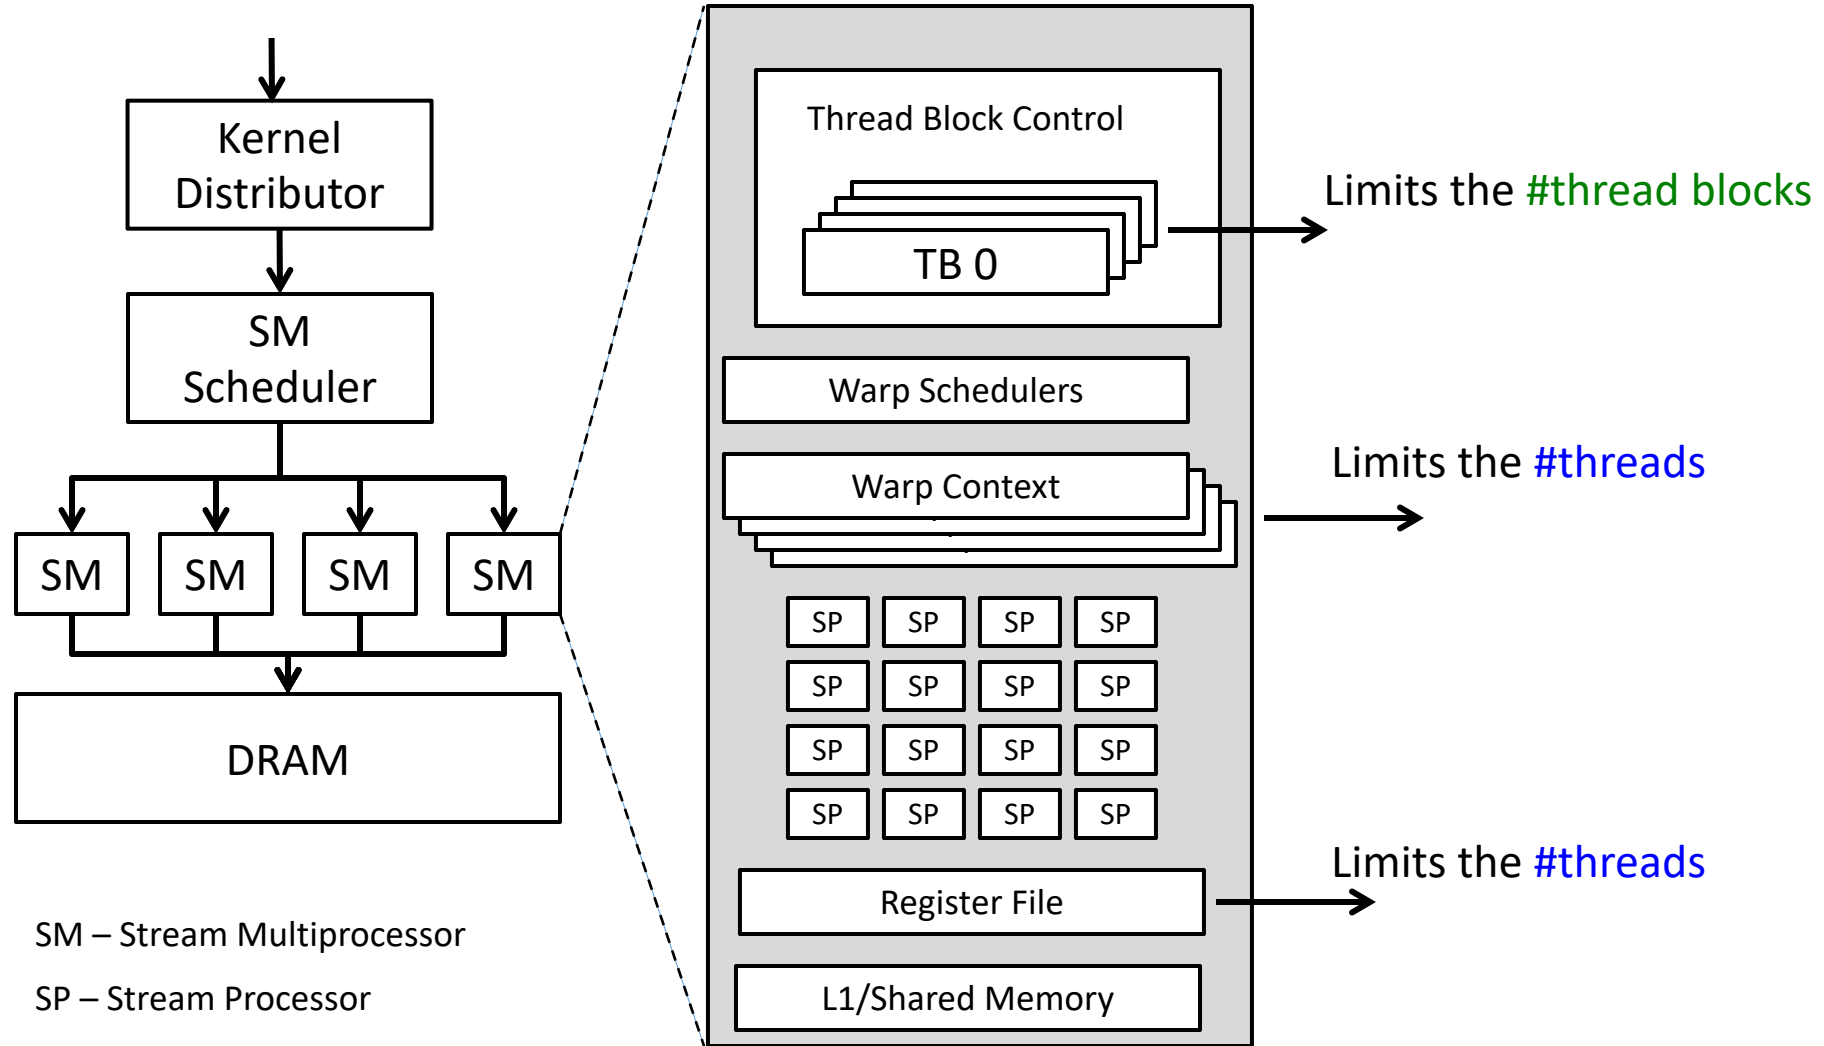 Kernel
Distributor
SM
Scheduler
SM SM SM SM
DRAM
SM – Stream Multiprocessor
SP – Stream Processor
Thread Block Control
TB 0
Warp Schedulers
Warp Context
SP SP SP SP
SP SP SP SP
SP SP SP SP
SP SP SP SP
Register File
L1/Shared Memory
Limits the #thread blocks
Limits the #threads
Limits the #threads